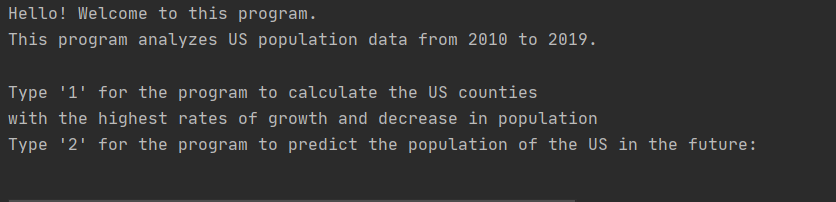 Hello! Welcome to this program.
This program analyzes US population data from 2010 to 2019.
Type '1' for the program to calculate the US counties
with the highest rates of growth and decrease in population
Type '2' for the program to predict the population of the US in the future: